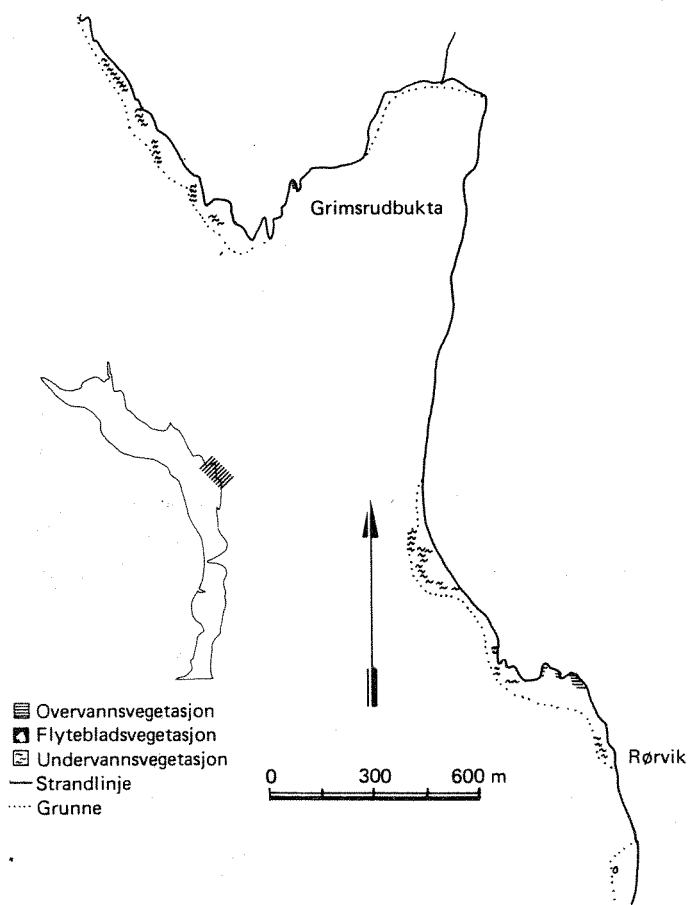 Grimsrudbukta
Overvannsvegetasjon
Flytebladsvegetasjon
Undervannsvegetasjon
Strandlinje
Grunne
0 300 600 m
Rørvik